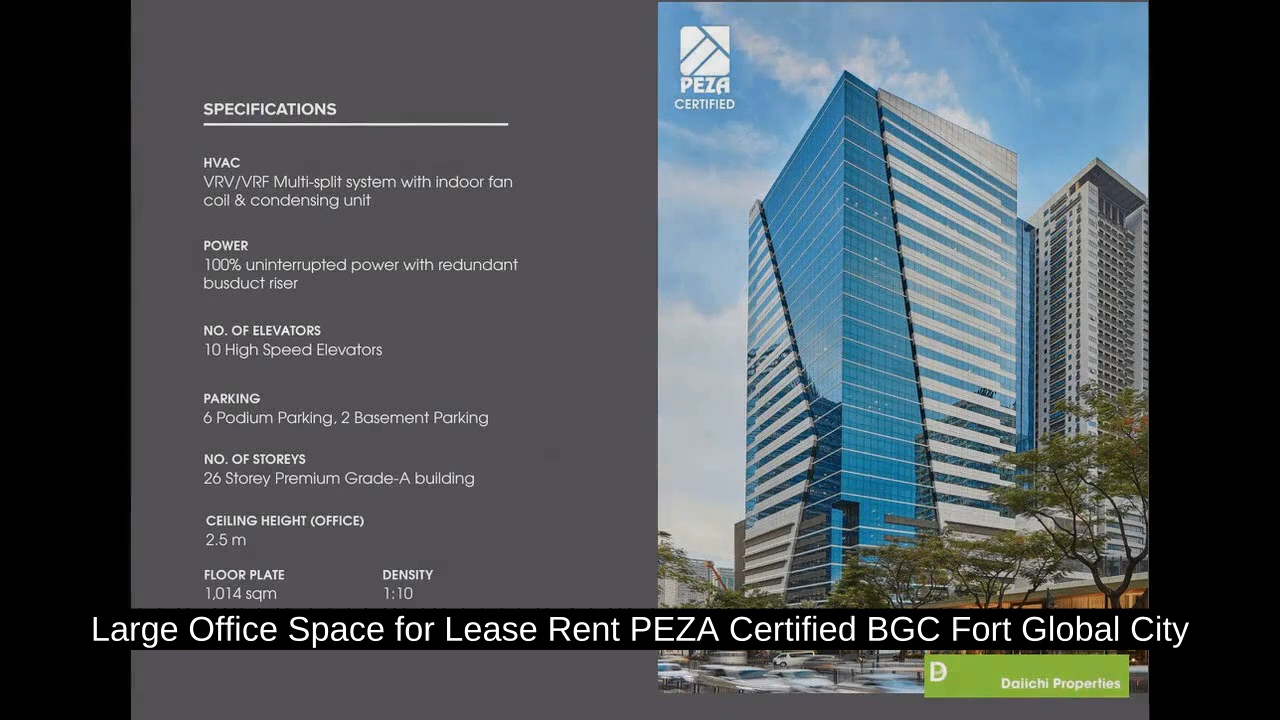 SPECIFICATIONS
HVAC
VRV/VRF Multi-split system with indoor fan
coil & condensing unit
POWER
100% uninterrupted power with redundant
busduct riser
NO. OF ELEVATORS
10 High Speed Elevators
PARKING
6 Podium Parking, 2 Basement Parking
NO. OF STOREYS
26 Storey Premium Grade-A building
CEILING HEIGHT (OFFICE)
2.5 m
FLOOR PLATE
1,014 sqm
DENSITY
1:10
PEZA
CERTIFIED
Large Office Space for Lease Rent PEZA Certified BGC Fort Global City
D
Daiichi Properties